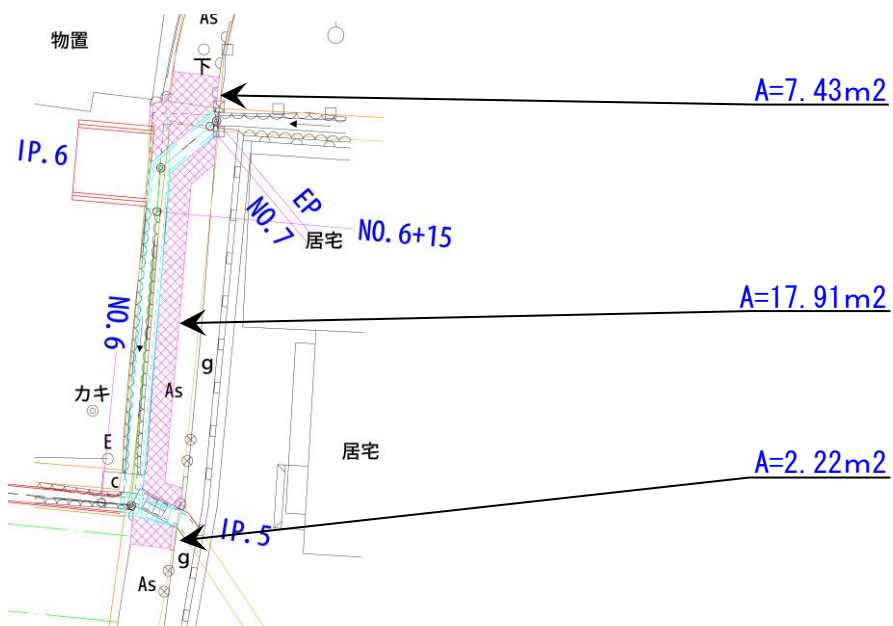 As
物置
下
A=7.43m2
IP.6
EP
NO.7
居宅
NO.6+15
A=17.91m2
NO.6
g
カキ
As
E
居宅
c
A=2.22m2
IP.5
g
As